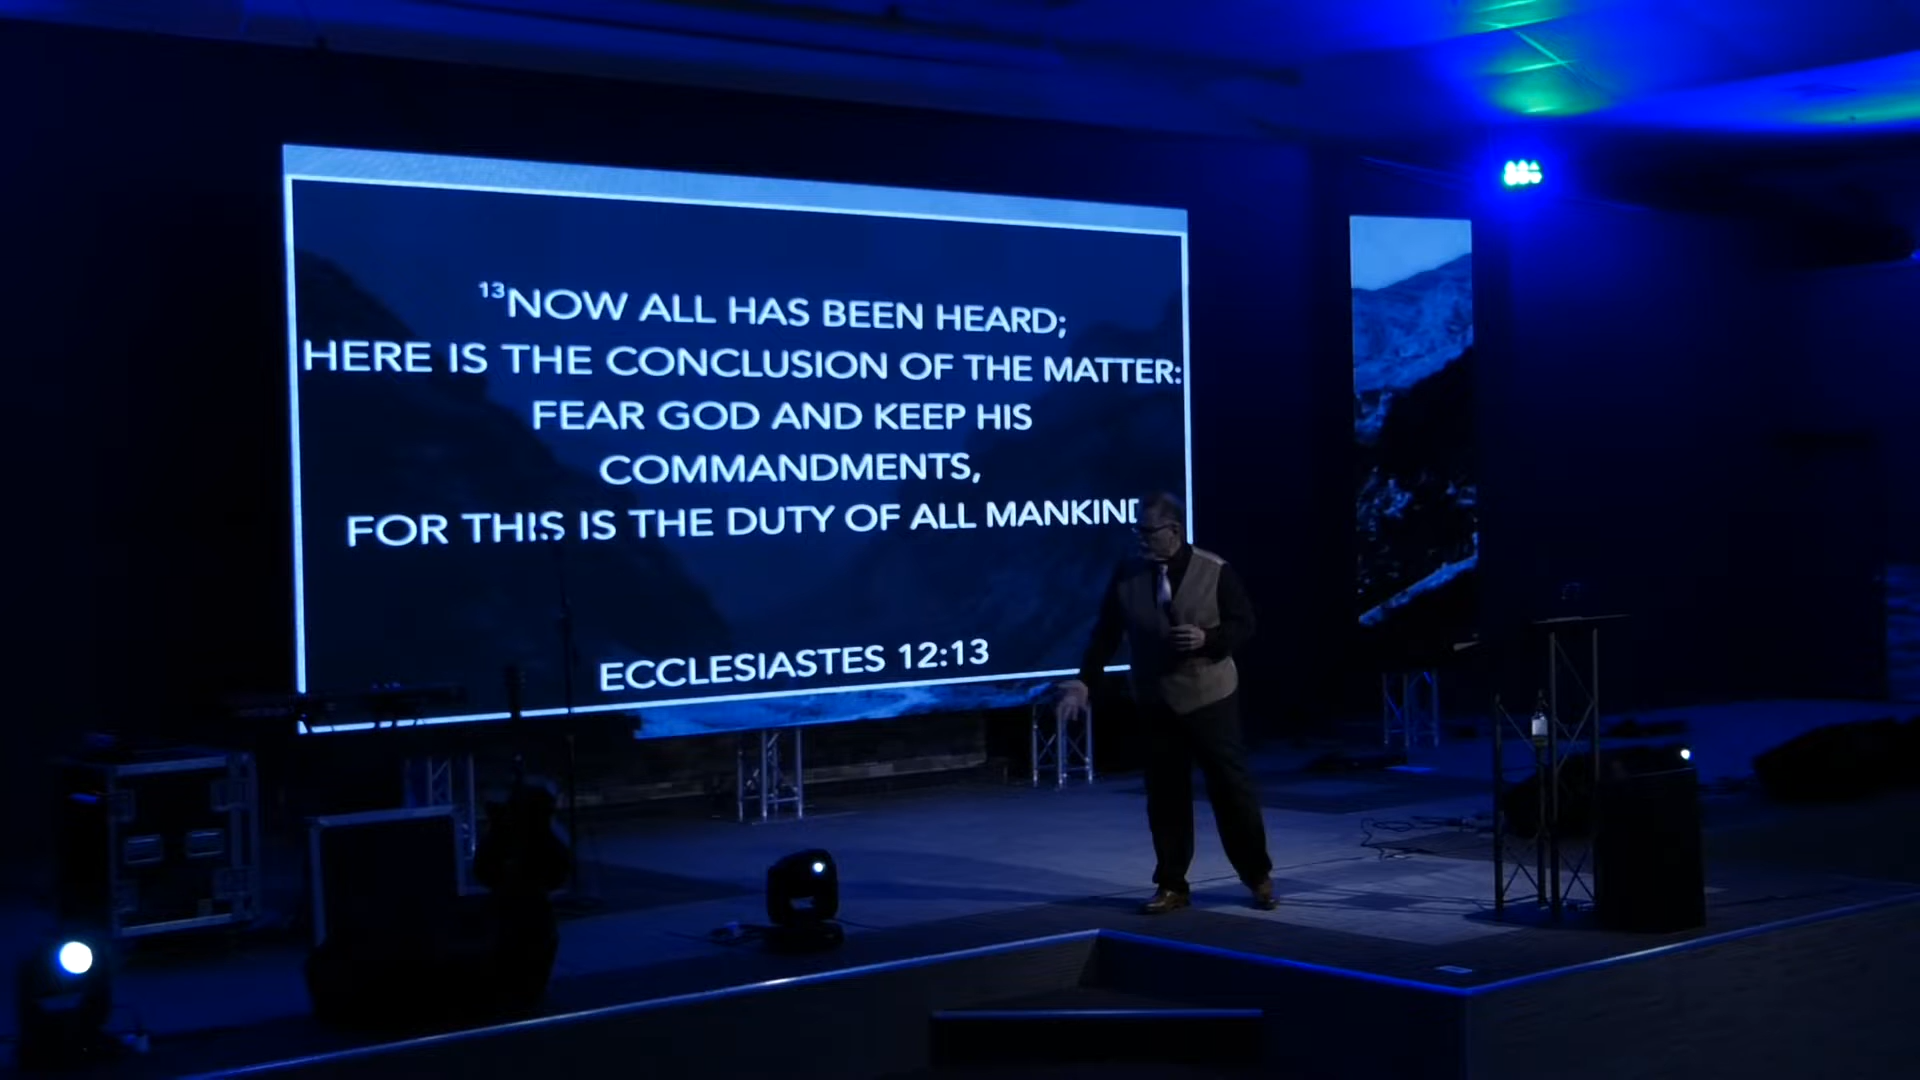 ¹³NOW ALL HAS BEEN HEARD;
HERE IS THE CONCLUSION OF THE MATTER:
FEAR GOD AND KEEP HIS
COMMANDMENTS,
FOR THIS IS THE DUTY OF ALL MANKIND
ECCLESIASTES 12:13